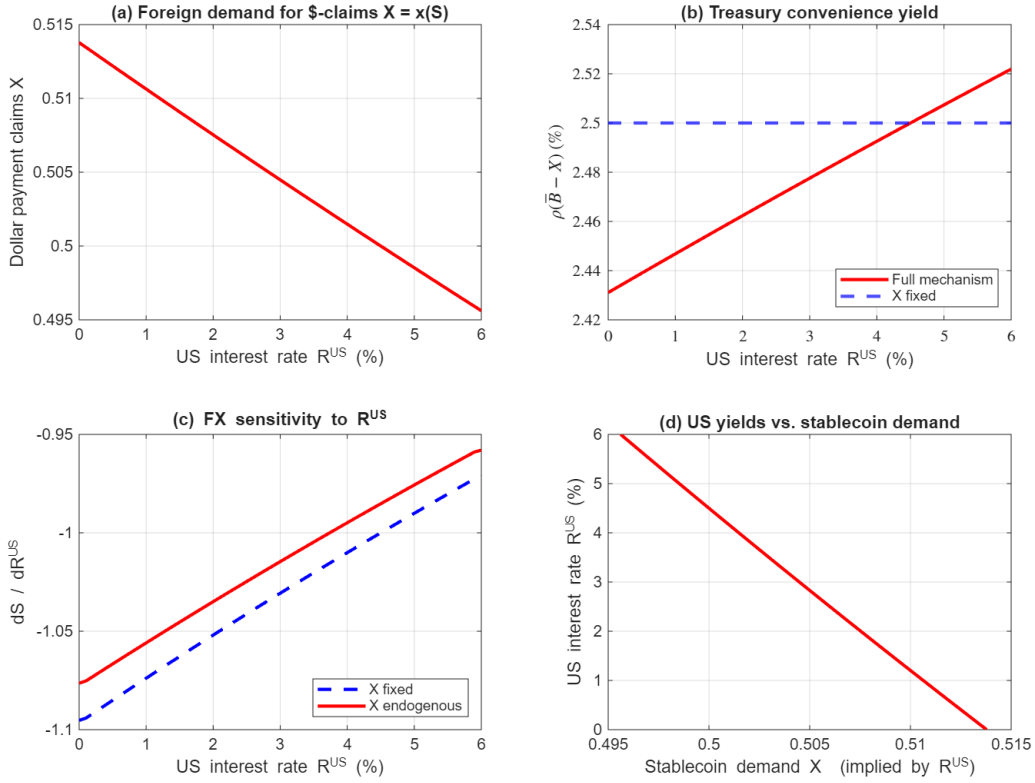 (a) Foreign demand for $-claims X = x(S)
0.515
0.51
0.505
0.5
0.495
Dollar payment claims X
0 1 2 3 4 5 6
US interest rate R^US (%)
(b) Treasury convenience yield
2.54
2.52
2.5
2.48
2.46
2.44
2.42
ρ(B̄ − X) (%)
Full mechanism
X fixed
0 1 2 3 4 5 6
US interest rate R^US (%)
(c) FX sensitivity to R^US
-0.95
-1
-1.05
-1.1
dS / dR^US
X fixed
X endogenous
0 1 2 3 4 5 6
US interest rate R^US (%)
(d) US yields vs. stablecoin demand
6
5
4
3
2
1
0
US interest rate R^US (%)
0.495 0.5 0.505 0.51 0.515
Stablecoin demand X (implied by R^US)